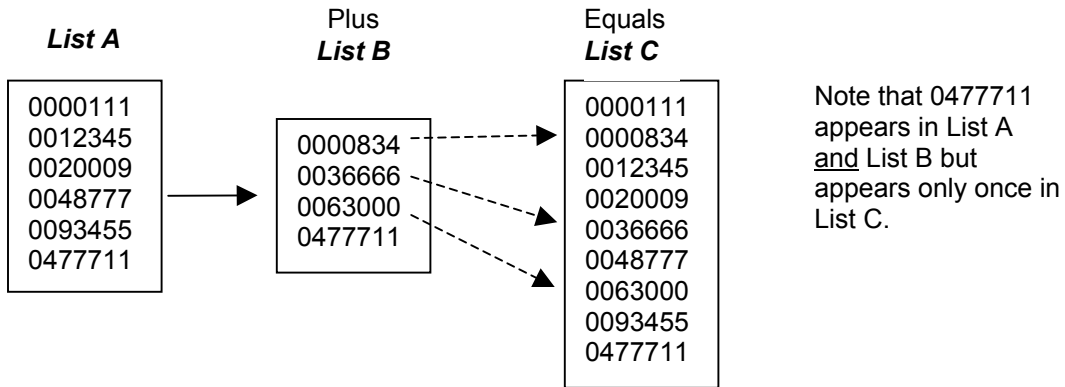 List A
0000111
0012345
0020009
0048777
0093455
0477711
Plus
List B
0000834
0036666
0063000
0477711
Equals
List C
0000111
0000834
0012345
0020009
0036666
0048777
0063000
0093455
0477711
Note that 0477711
appears in List A
and List B but
appears only once in
List C.